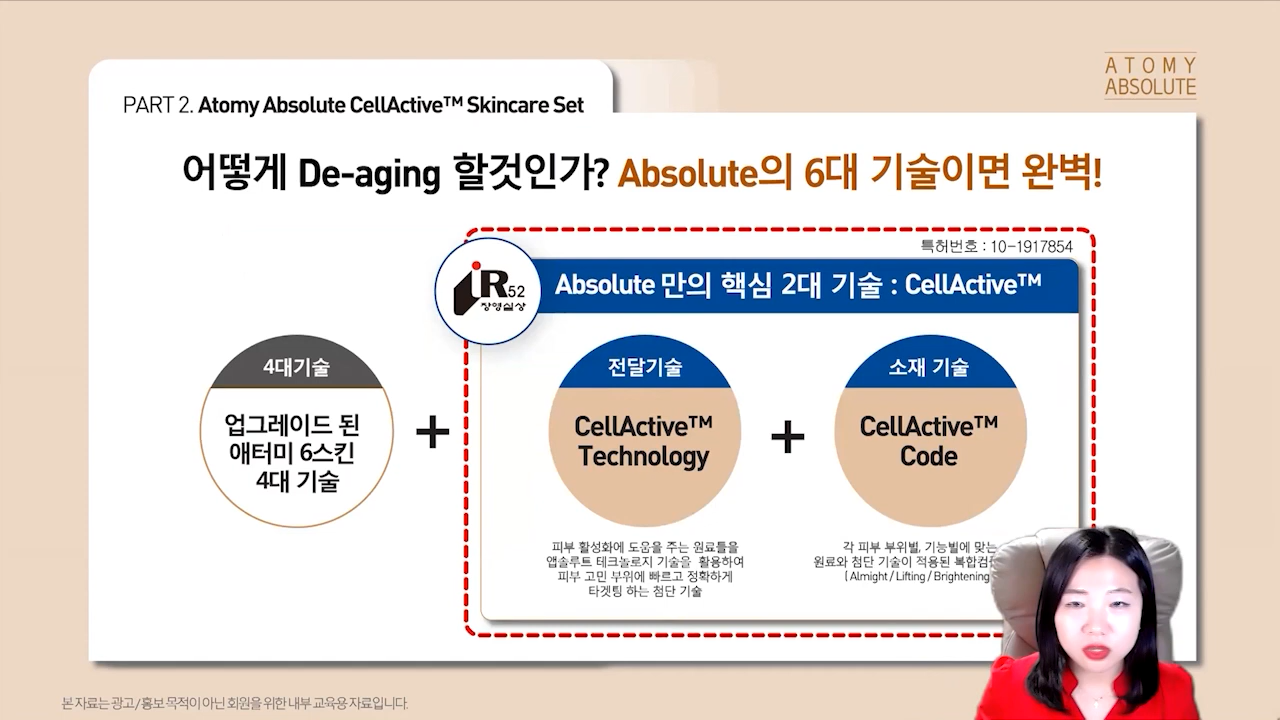 ATOMY
ABSOLUTE
PART 2. Atomy Absolute CellActive™ Skincare Set
어떻게 De-aging 할것인가? Absolute의 6대 기술이면 완벽!
특허번호 : 10-1917854
iR52
장영실상
Absolute 만의 핵심 2대 기술 : CellActive™
4대기술
업그레이드 된
애터미 6스킨
4대 기술
+
전달기술
CellActive™
Technology
+
소재 기술
CellActive™
Code
피부 활성화에 도움을 주는 원료들을
앱솔루트 테크놀로지 기술을 활용하여
피부 고민 부위에 빠르고 정확하게
타겟팅 하는 첨단 기술
각 피부 부위별, 기능별에 맞는
원료와 첨단 기술이 적용된
( Almight / Lifting / Brightening
본 자료는 광고/홍보 목적이 아닌 회원을 위한 내부 교육용 자료입니다.